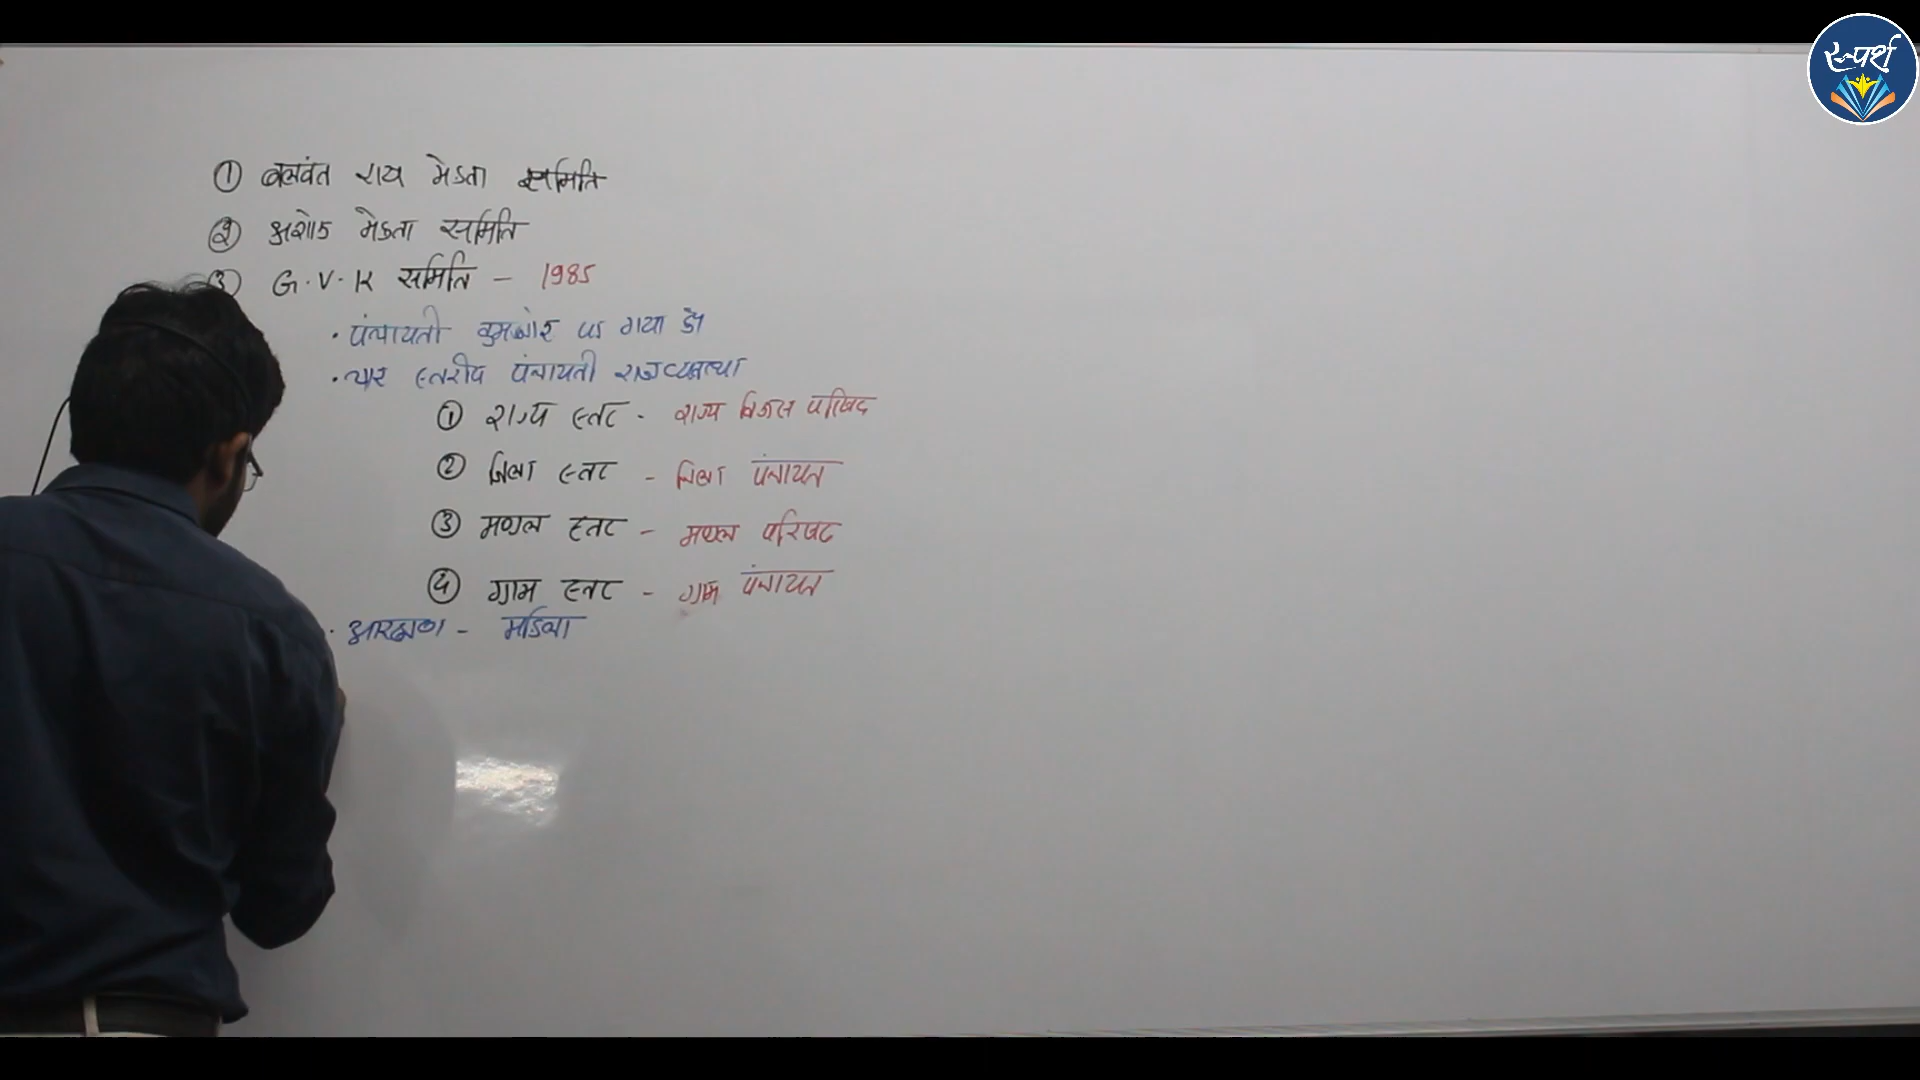 स्पर्श
① बलवंत राय मेहता समिति
② अशोक मेहता समिति
③ G.V.K समिति - 1985
· पंचायती कमजोर पड़ गया है
· चार स्तरीय पंचायती राजव्यवस्था
① राज्य स्तर - राज्य विकास परिषद
② जिला स्तर - जिला पंचायत
③ मण्डल स्तर - मण्डल परिषद
④ ग्राम स्तर - ग्राम पंचायत
· आरक्षण - महिला